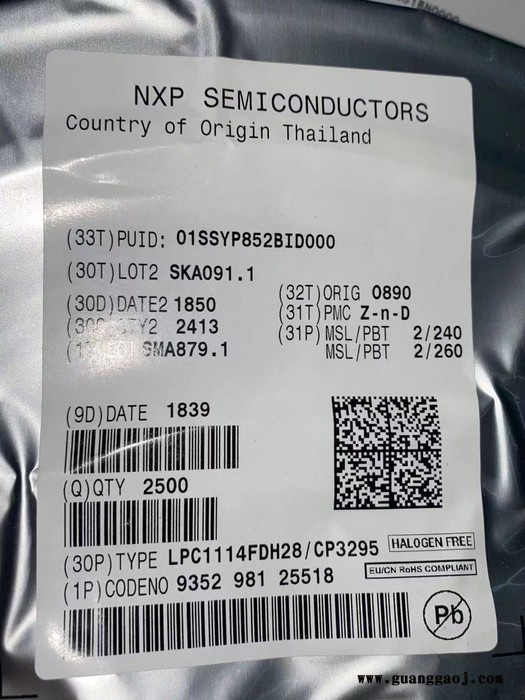 NXP SEMICONDUCTORS
Country of Origin Thailand
(33T)PUID: 01SSYP852BID000
(30T)LOT2 SKA091.1
(30D)DATE2 1850
(32T)ORIG 0890
(31T)PMC Z-n-D
2413
(31P)MSL/PBT 2/240
SMA879.1
MSL/PBT 2/260
(9D)DATE 1839
(Q)QTY 2500
(30P)TYPE LPC1114FDH28/CP3295
HALOGEN FREE
(1P)CODENO 9352 981 25518
EU/CN RoHS COMPLIANT
Pb
www.guanggaoj.com